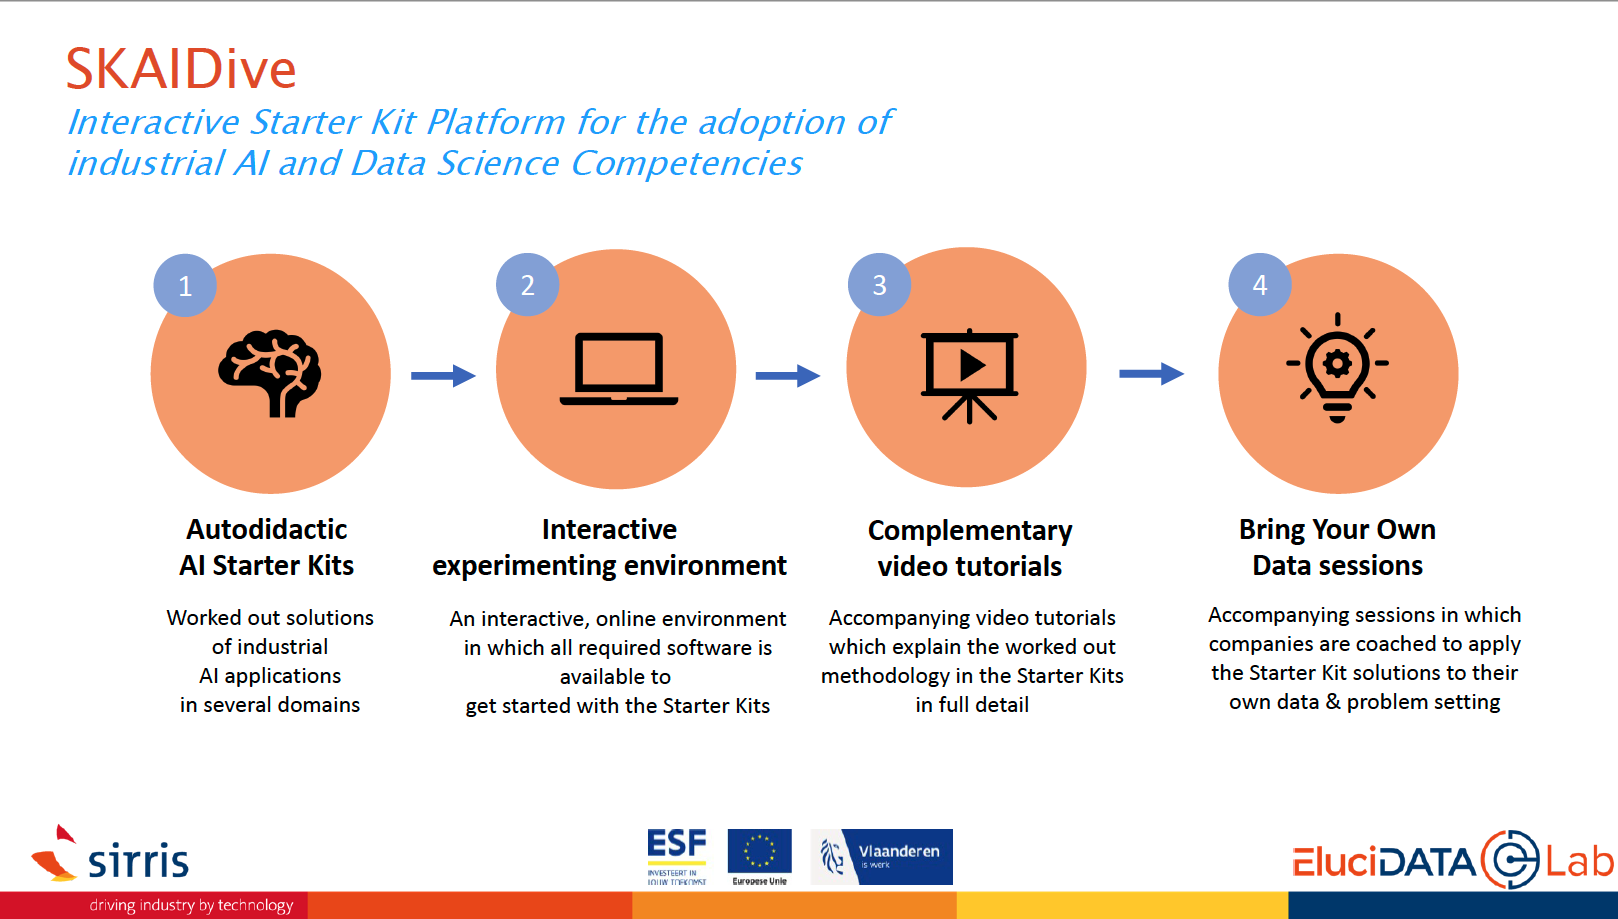 SKAIDive
Interactive Starter Kit Platform for the adoption of
industrial AI and Data Science Competencies
1
2
3
4
Autodidactic
AI Starter Kits
Worked out solutions
of industrial
AI applications
in several domains
Interactive
experimenting environment
An interactive, online environment
in which all required software is
available to
get started with the Starter Kits
Complementary
video tutorials
Accompanying video tutorials
which explain the worked out
methodology in the Starter Kits
in full detail
Bring Your Own
Data sessions
Accompanying sessions in which
companies are coached to apply
the Starter Kit solutions to their
own data & problem setting
sirris
driving industry by technology
ESF
INVESTEERT IN
JOUW TOEKOMST
Europese Unie
Vlaanderen
is werk
EluciDATA Lab